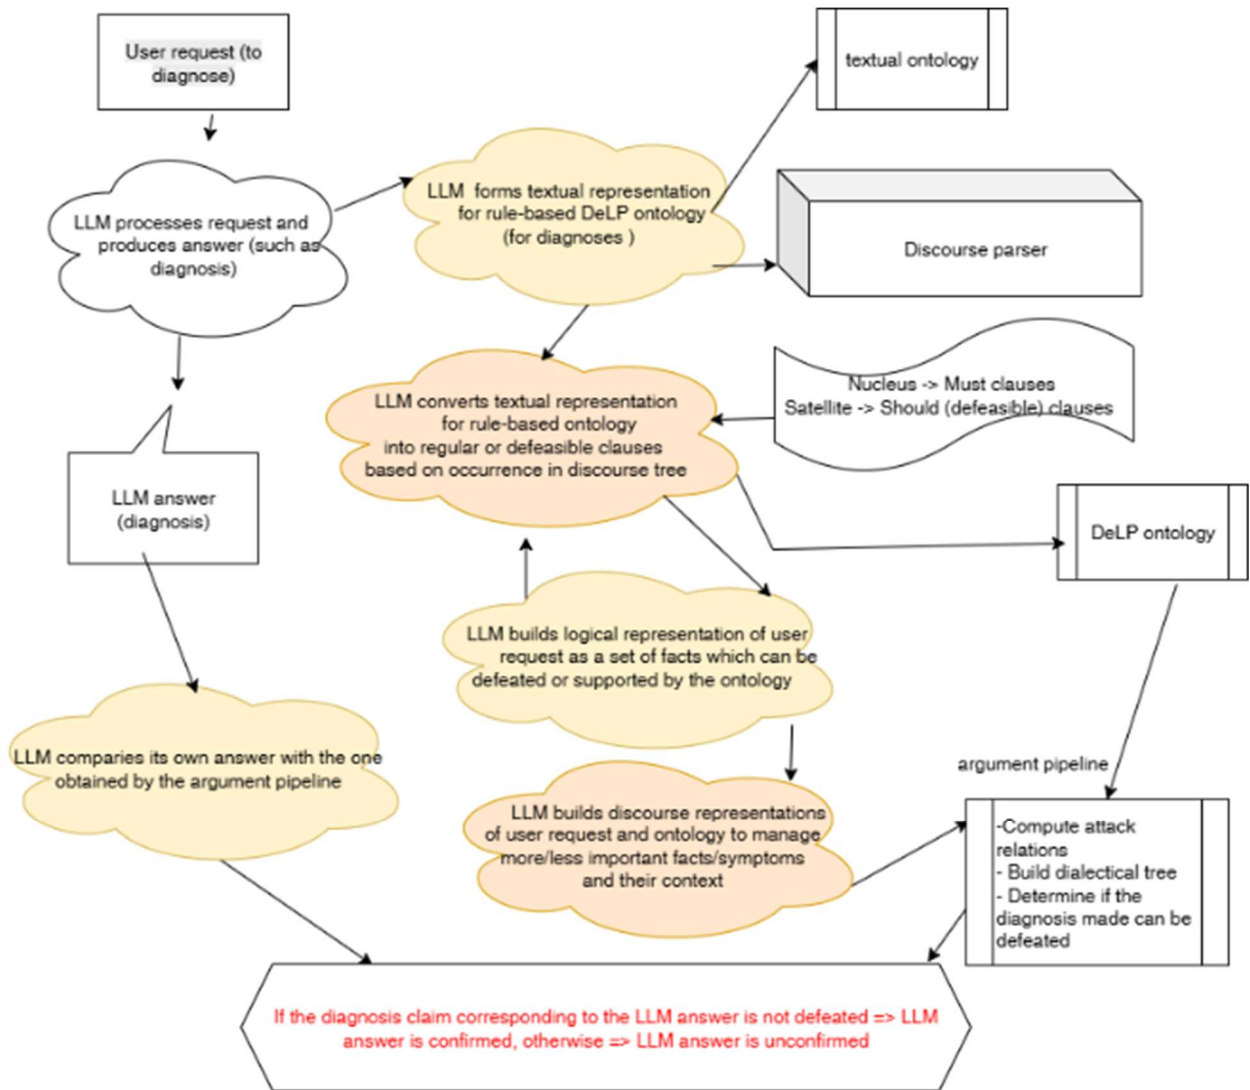 User request (to
diagnose)
textual ontology
LLM forms textual representation
for rule-based DeLP ontology
(for diagnoses )
LLM processes request and
produces answer (such as
diagnosis)
Discourse parser
Nucleus -> Must clauses
Satellite -> Should (defeasible) clauses
LLM converts textual representation
for rule-based ontology
into regular or defeasible clauses
based on occurrence in discourse tree
LLM answer
(diagnosis)
DeLP ontology
LLM builds logical representation of user
request as a set of facts which can be
defeated or supported by the ontology
LLM comparies its own answer with the one
obtained by the argument pipeline
argument pipeline
LLM builds discourse representations
of user request and ontology to manage
more/less important facts/symptoms
and their context
-Compute attack
relations
- Build dialectical tree
- Determine if the
diagnosis made can be
defeated
If the diagnosis claim corresponding to the LLM answer is not defeated => LLM
answer is confirmed, otherwise => LLM answer is unconfirmed